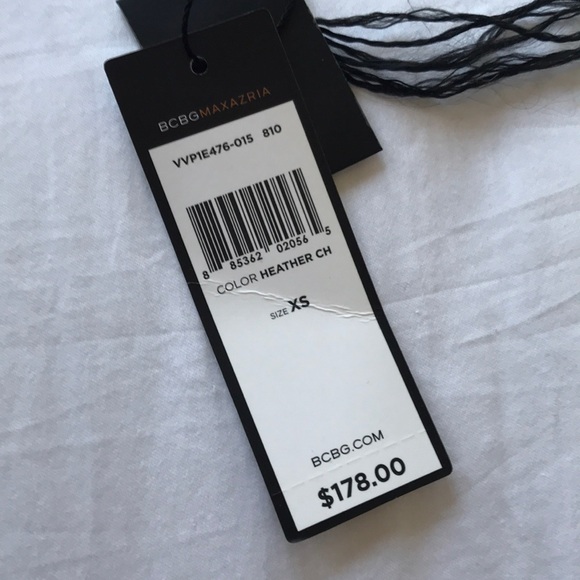 BCBGMAXAZRIA
VVP1E476-015 810
8 85362 02056 5
COLOR HEATHER CH
SIZE XS
BCBG.COM
$178.00